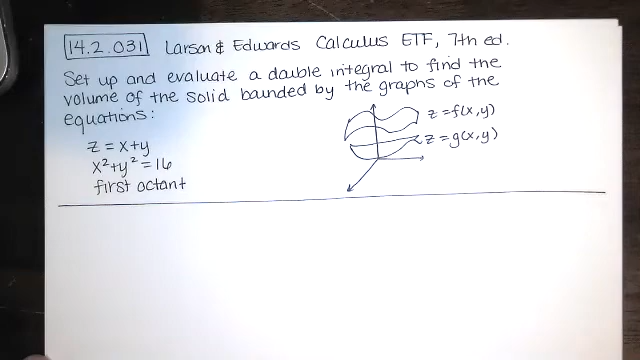 14.2.031 Larson & Edwards Calculus ETF, 7th ed.
Set up and evaluate a double integral to find the
volume of the solid bounded by the graphs of the
equations:
z = x+y
x²+y² = 16
first octant
z = f(x,y)
z = g(x,y)